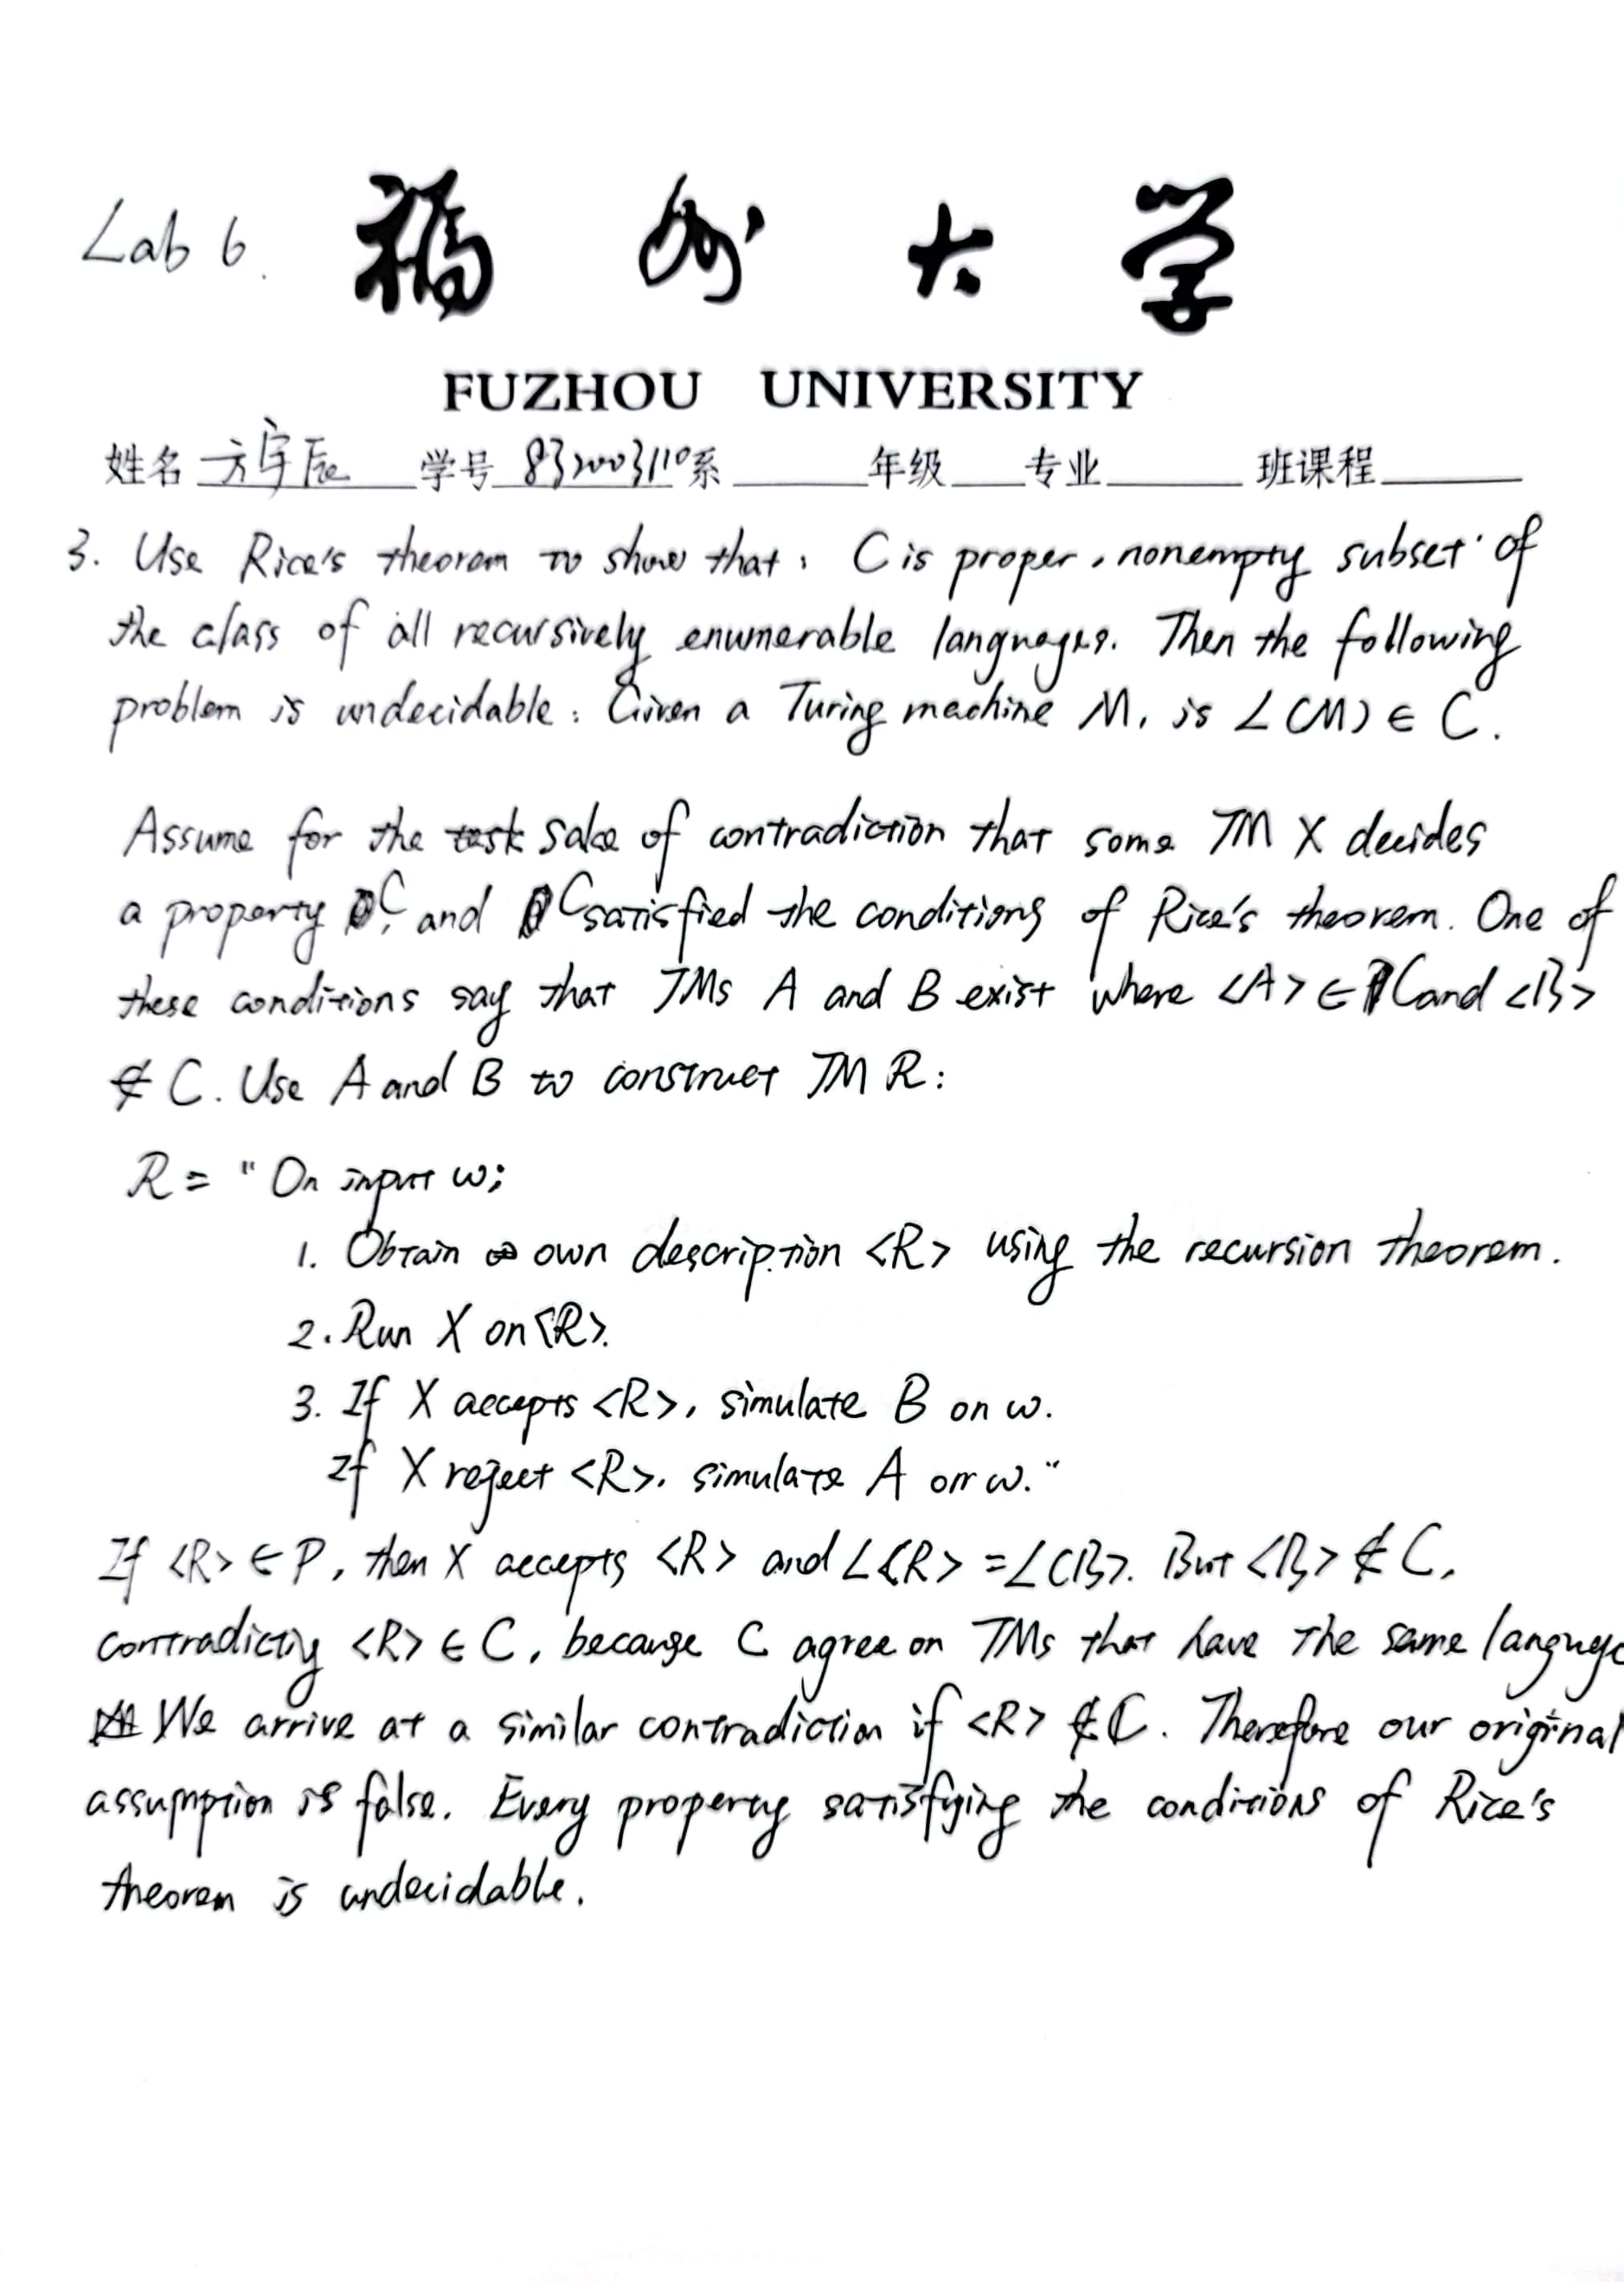 Lab 6.
福州大学
FUZHOU UNIVERSITY
姓名 方宇辰 学号 832003110 系 年级 专业 班课程
3. Use Rice's theorem to show that: C is proper, nonempty subset of
the class of all recursively enumerable languages. Then the following
problem is undecidable: Given a Turing machine M, is L(M) ∈ C.
Assume for the sake of contradiction that some TM X decides
a property C, and C satisfied the conditions of Rice's theorem. One of
these conditions say that TMs A and B exist where <A> ∈ C and <B>
∉ C. Use A and B to construct TM R:
R = "On input w;
1. Obtain own description <R> using the recursion theorem.
2. Run X on <R>.
3. If X accepts <R>, simulate B on w.
If X reject <R>, simulate A on w."
If <R> ∈ P, then X accepts <R> and L<R> = L(B>. But <B> ∉ C,
contradictig <R> ∈ C, because C agree on TMs that have the same language
We arrive at a similar contradiction if <R> ∉ C. Therefore our original
assumption is false. Every property satisfying the conditions of Rice's
theorem is undecidable.